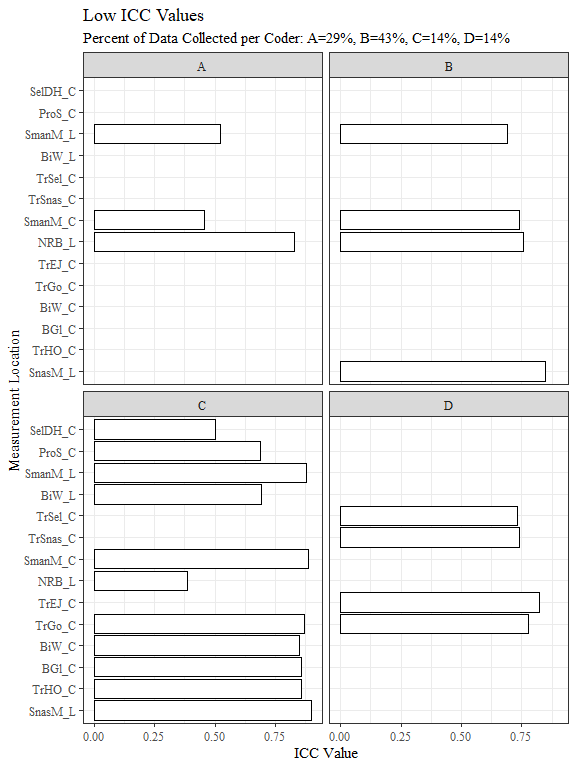 Low ICC Values
Percent of Data Collected per Coder: A=29%, B=43%, C=14%, D=14%
A
B
SelDH_C
ProS_C
SmanM_L
BiW_L
TrSel_C
TrSnas_C
SmanM_C
NRB_L
TrEJ_C
TrGo_C
BiW_C
BGl_C
TrHO_C
SnasM_L
Measurement Location
C
D
SelDH_C
ProS_C
SmanM_L
BiW_L
TrSel_C
TrSnas_C
SmanM_C
NRB_L
TrEJ_C
TrGo_C
BiW_C
BGl_C
TrHO_C
SnasM_L
0.00 0.25 0.50 0.75 0.00 0.25 0.50 0.75
ICC Value